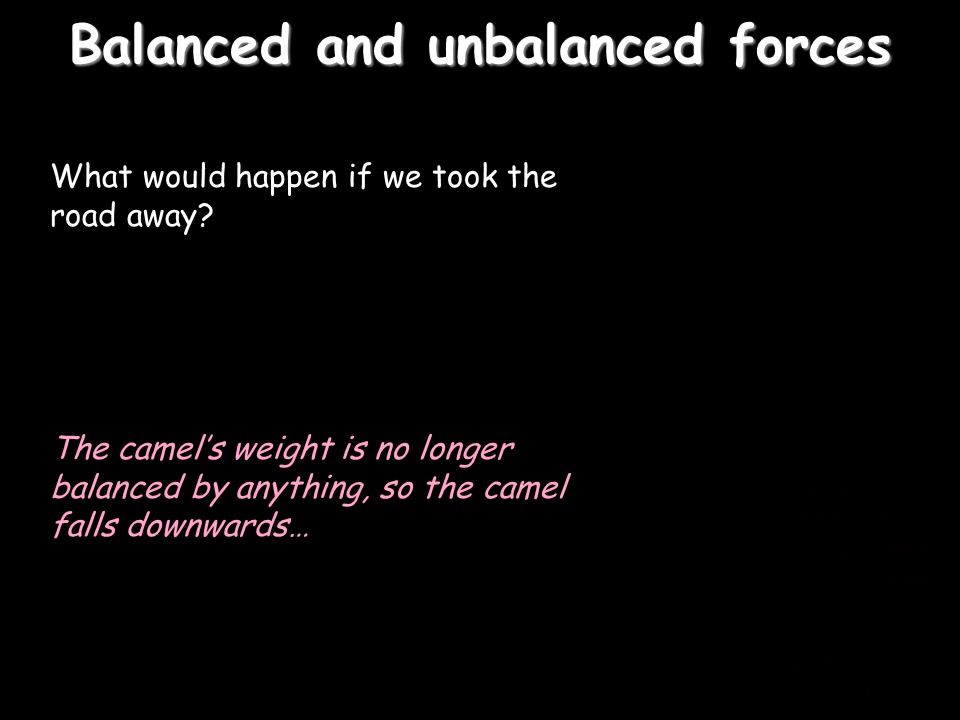 Balanced and unbalanced forces
What would happen if we took the
road away?
The camel’s weight is no longer
balanced by anything, so the camel
falls downwards…